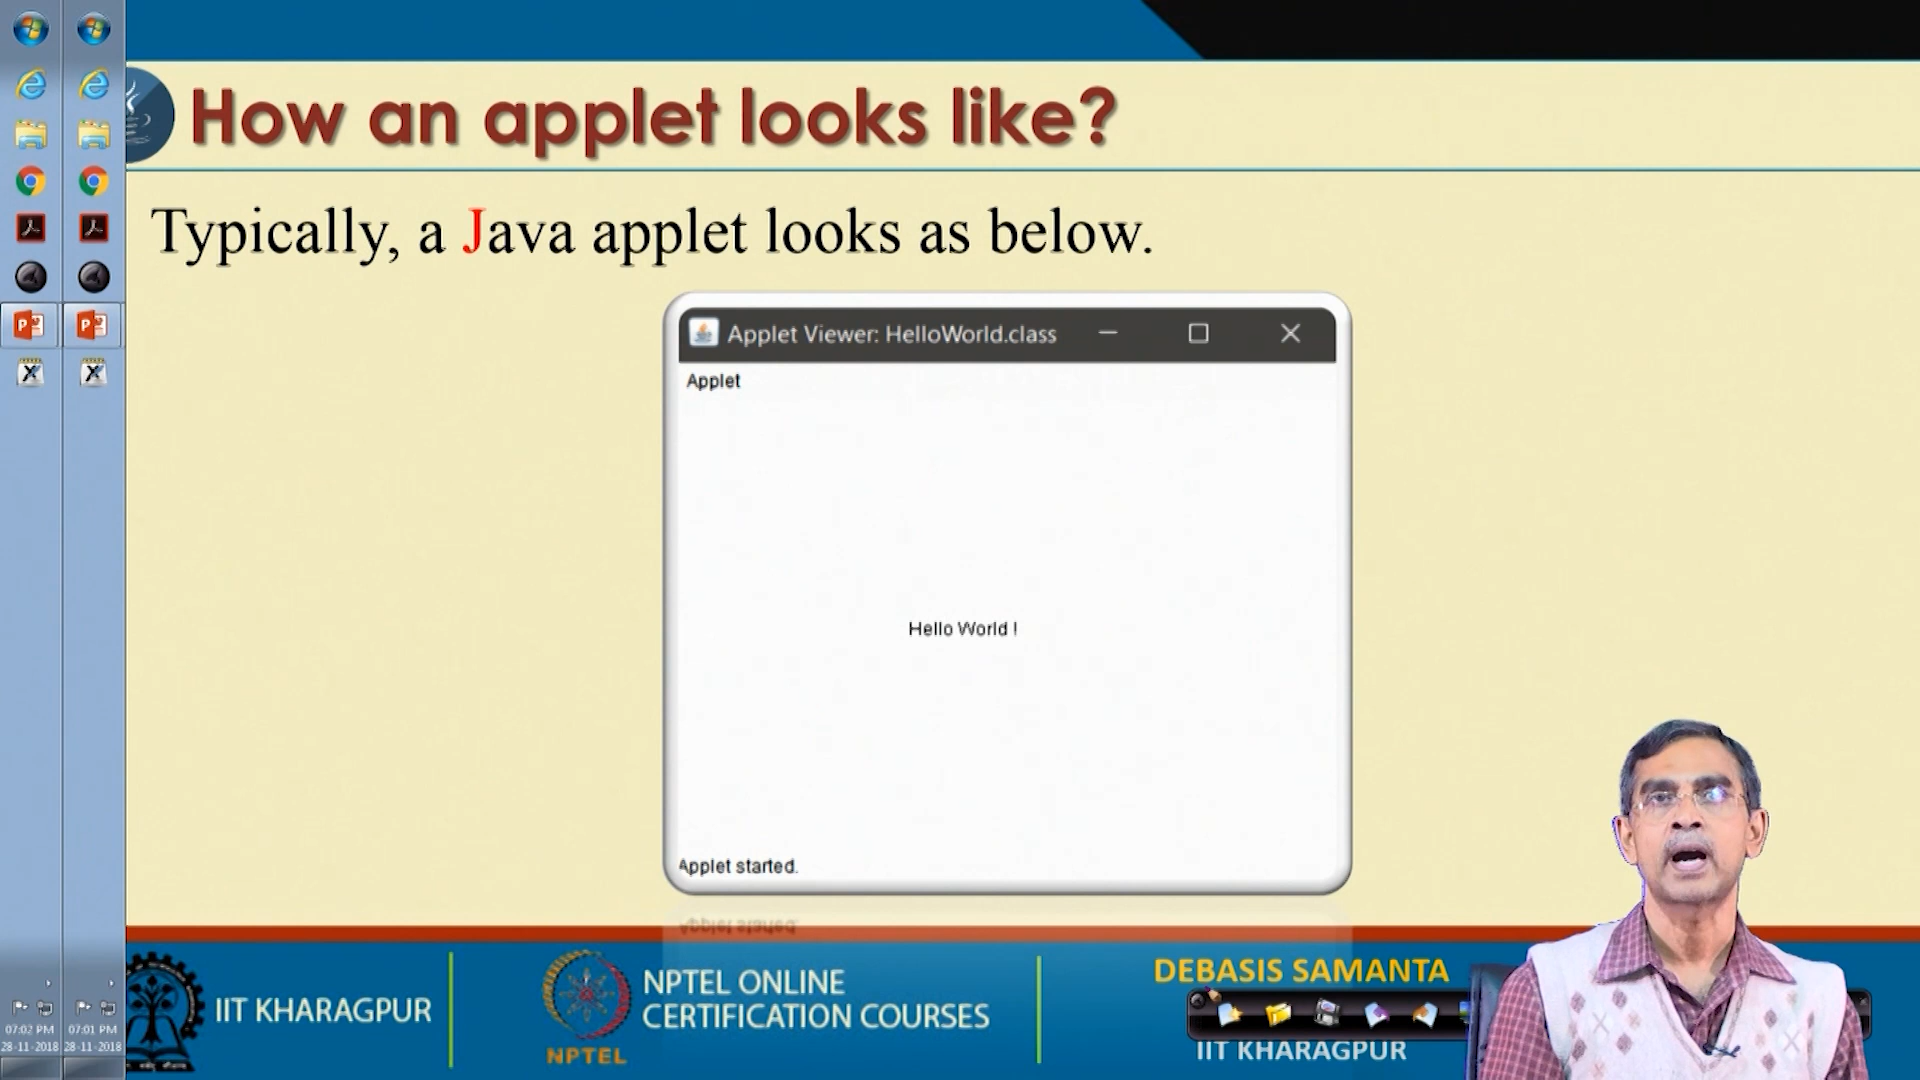 How an applet looks like?
Typically, a Java applet looks as below.
Applet Viewer: HelloWorld.class
Applet
Hello World !
Applet started.
IIT KHARAGPUR
NPTEL
NPTEL ONLINE
CERTIFICATION COURSES
DEBASIS SAMANTA
IIT KHARAGPUR
07:02 PM
28-11-2018
07:01 PM
28-11-2018